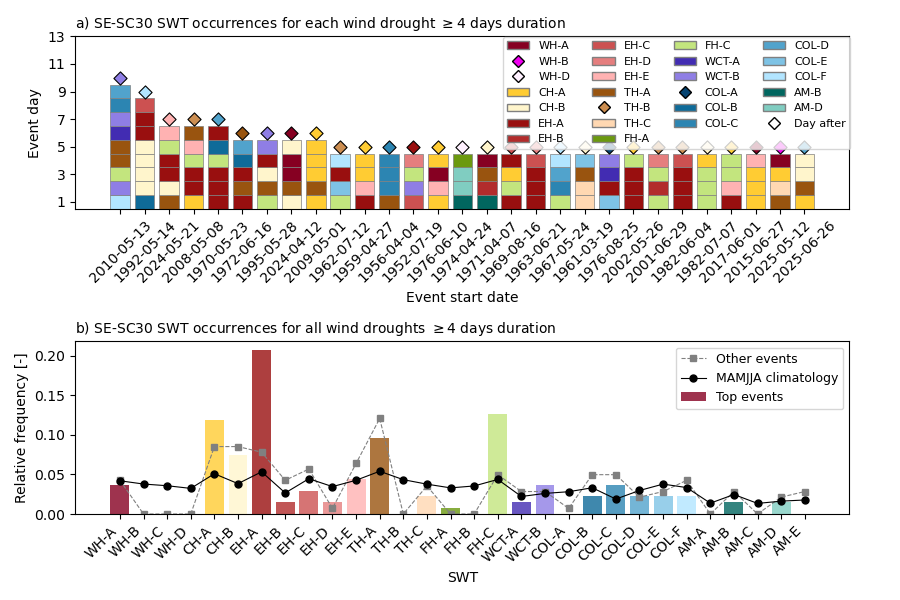 a) SE-SC30 SWT occurrences for each wind drought ≥ 4 days duration
Event day
13
11
9
7
5
3
1
WH-A
WH-B
WH-D
CH-A
CH-B
EH-A
EH-B
EH-C
EH-D
EH-E
TH-A
TH-B
TH-C
FH-A
FH-C
WCT-A
WCT-B
COL-A
COL-B
COL-C
COL-D
COL-E
COL-F
AM-B
AM-D
Day after
2010-05-13
1992-05-14
2024-05-21
2008-05-08
1970-05-23
1972-06-16
1995-05-28
2024-04-12
2009-05-01
1962-07-12
1959-04-27
1956-04-04
1952-07-19
1976-06-10
1974-04-24
1971-04-07
1969-08-16
1963-06-21
1967-05-24
1961-03-19
1976-08-25
2002-05-26
2001-06-29
1982-06-04
1982-07-07
2017-06-01
2015-06-27
2025-05-12
2025-06-26
Event start date
b) SE-SC30 SWT occurrences for all wind droughts ≥ 4 days duration
Relative frequency [-]
0.20
0.15
0.10
0.05
0.00
Other events
MAMJJA climatology
Top events
WH-A
WH-B
WH-C
WH-D
CH-A
CH-B
EH-A
EH-B
EH-C
EH-D
EH-E
TH-A
TH-B
TH-C
FH-A
FH-B
FH-C
WCT-A
WCT-B
COL-A
COL-B
COL-C
COL-D
COL-E
COL-F
AM-A
AM-B
AM-C
AM-D
AM-E
SWT